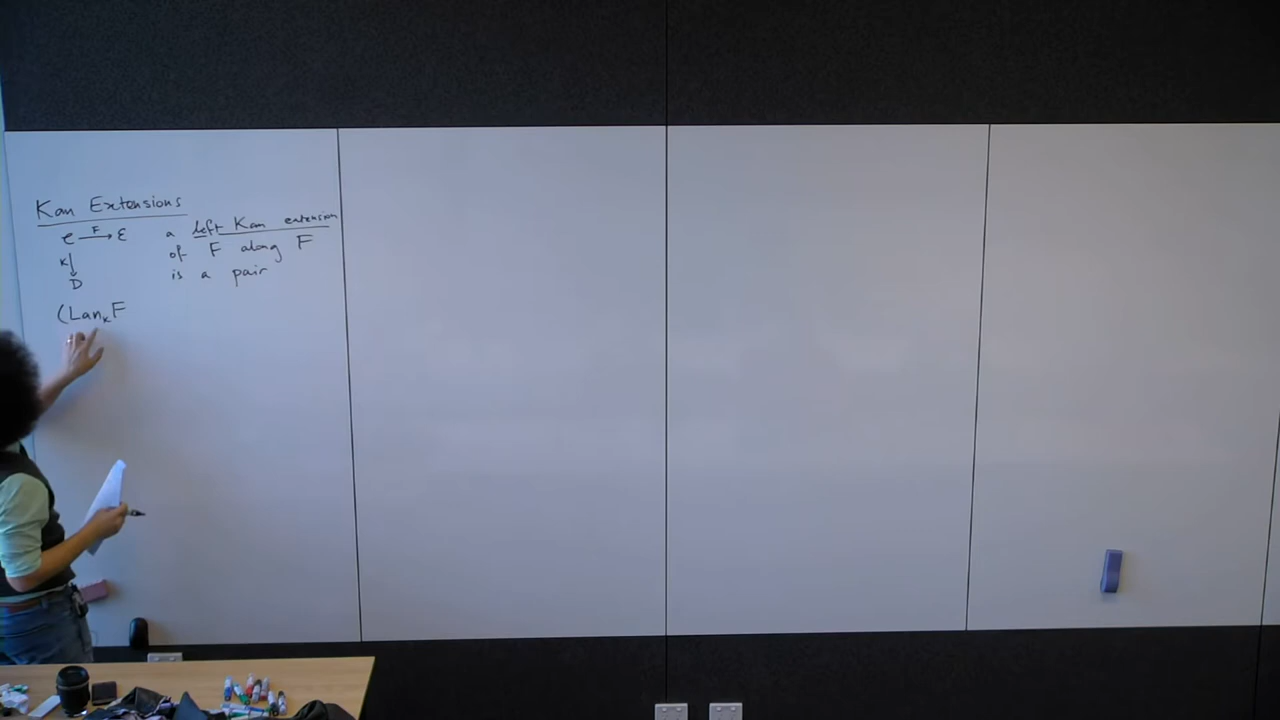 Kan Extensions
C F→ E a left Kan extension
K↓ of F along F
D is a pair
(Lan_K F